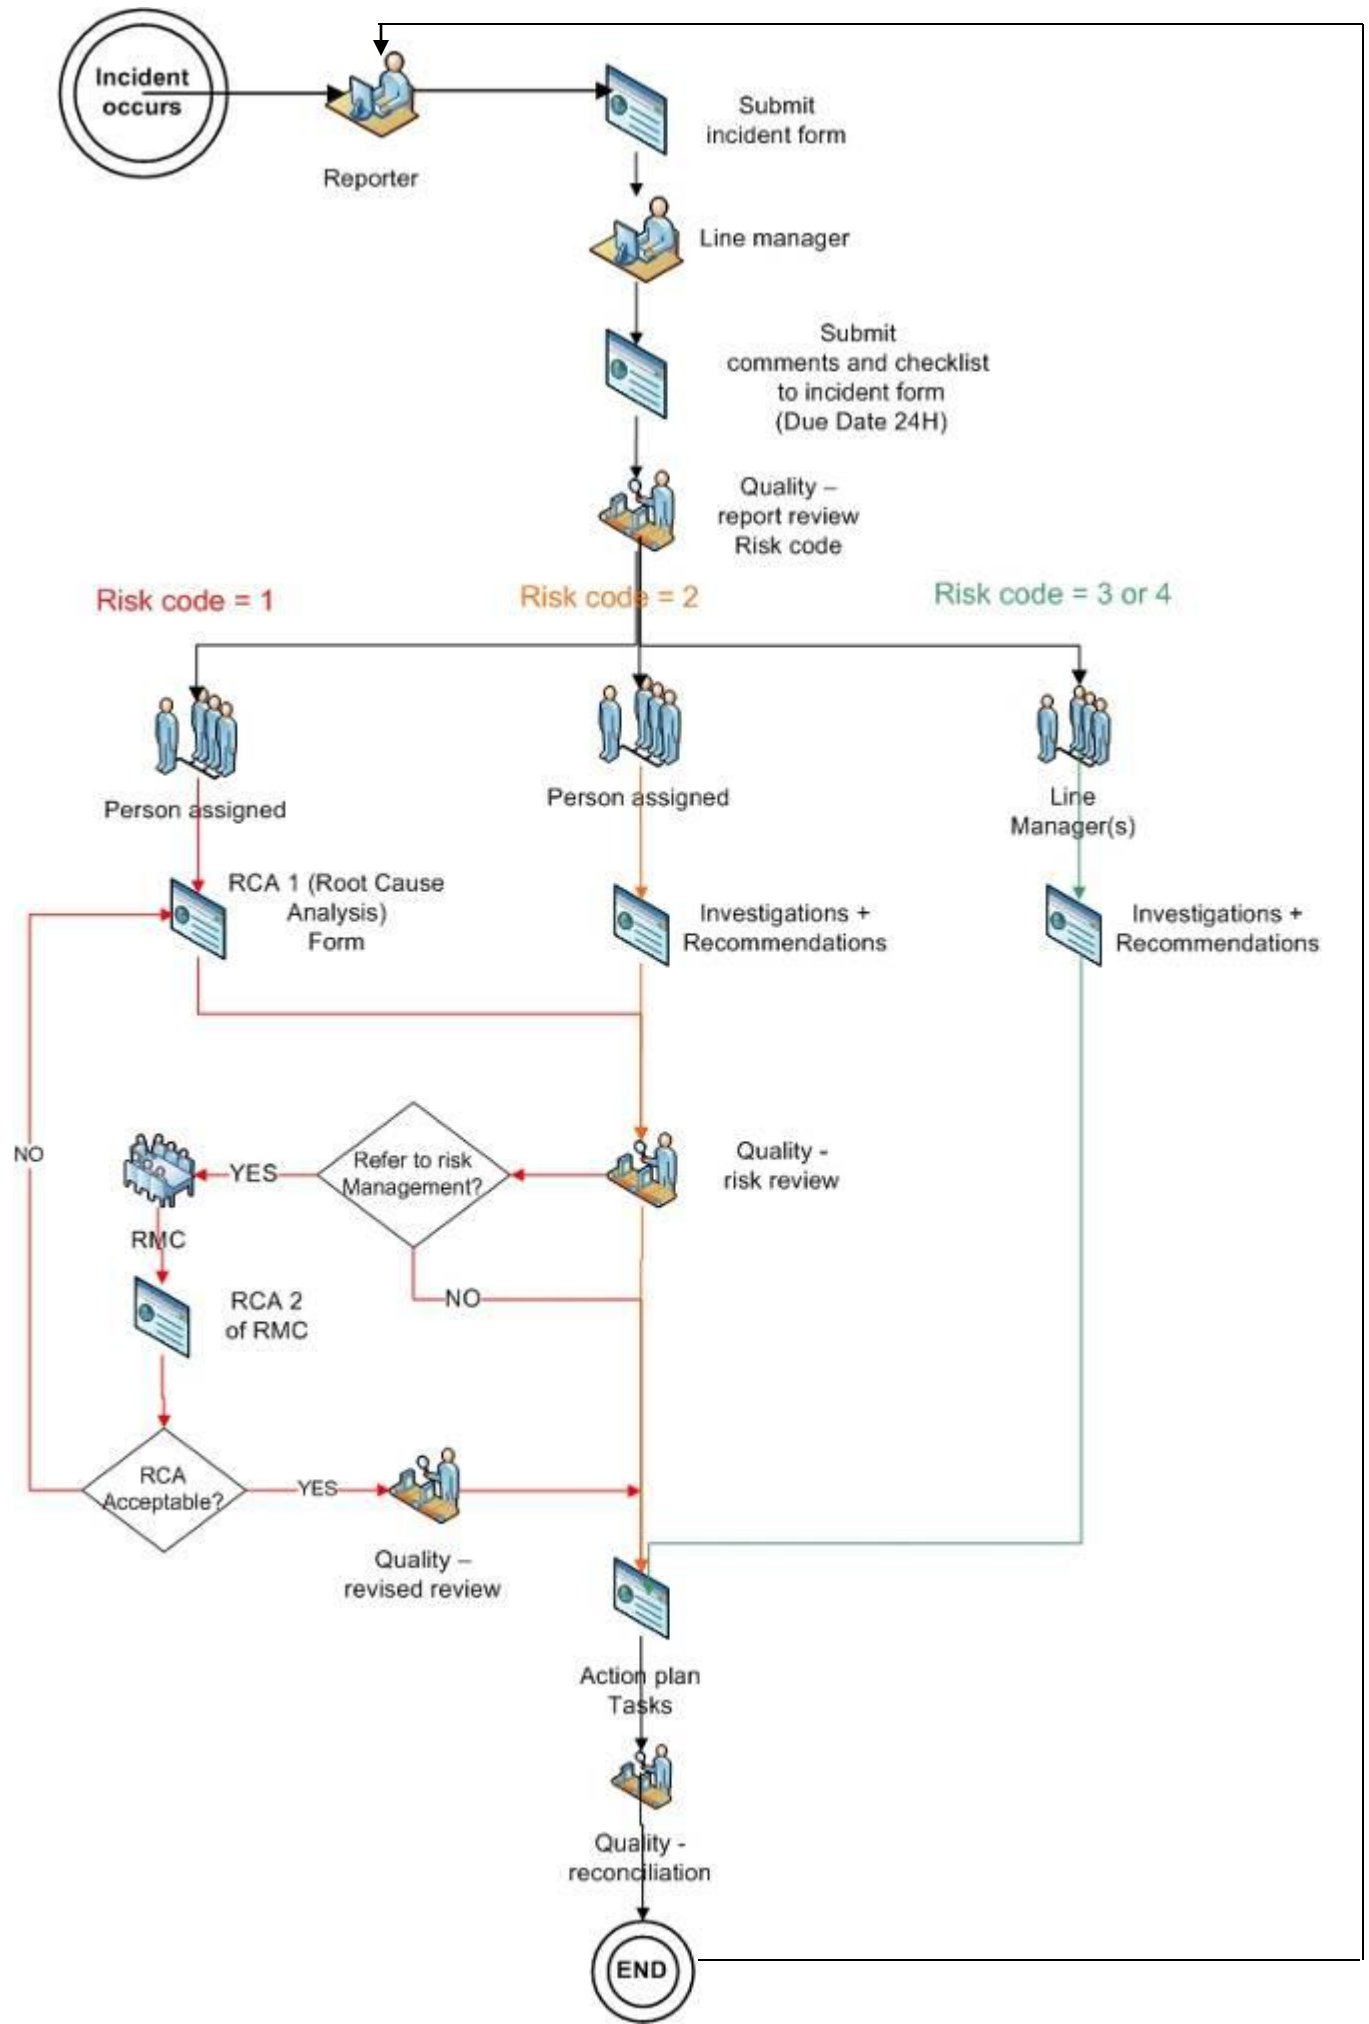 Incident
occurs
Reporter
Submit
incident form
Line manager
Submit
comments and checklist
to incident form
(Due Date 24H)
Quality –
report review
Risk code
Risk code = 1
Risk code = 2
Risk code = 3 or 4
Person assigned
Person assigned
Line
Manager(s)
RCA 1 (Root Cause
Analysis)
Form
Investigations +
Recommendations
Investigations +
Recommendations
NO
YES
Refer to risk
Management?
Quality -
risk review
RMC
NO
RCA 2
of RMC
RCA
Acceptable?
YES
Quality –
revised review
Action plan
Tasks
Quality -
reconciliation
END